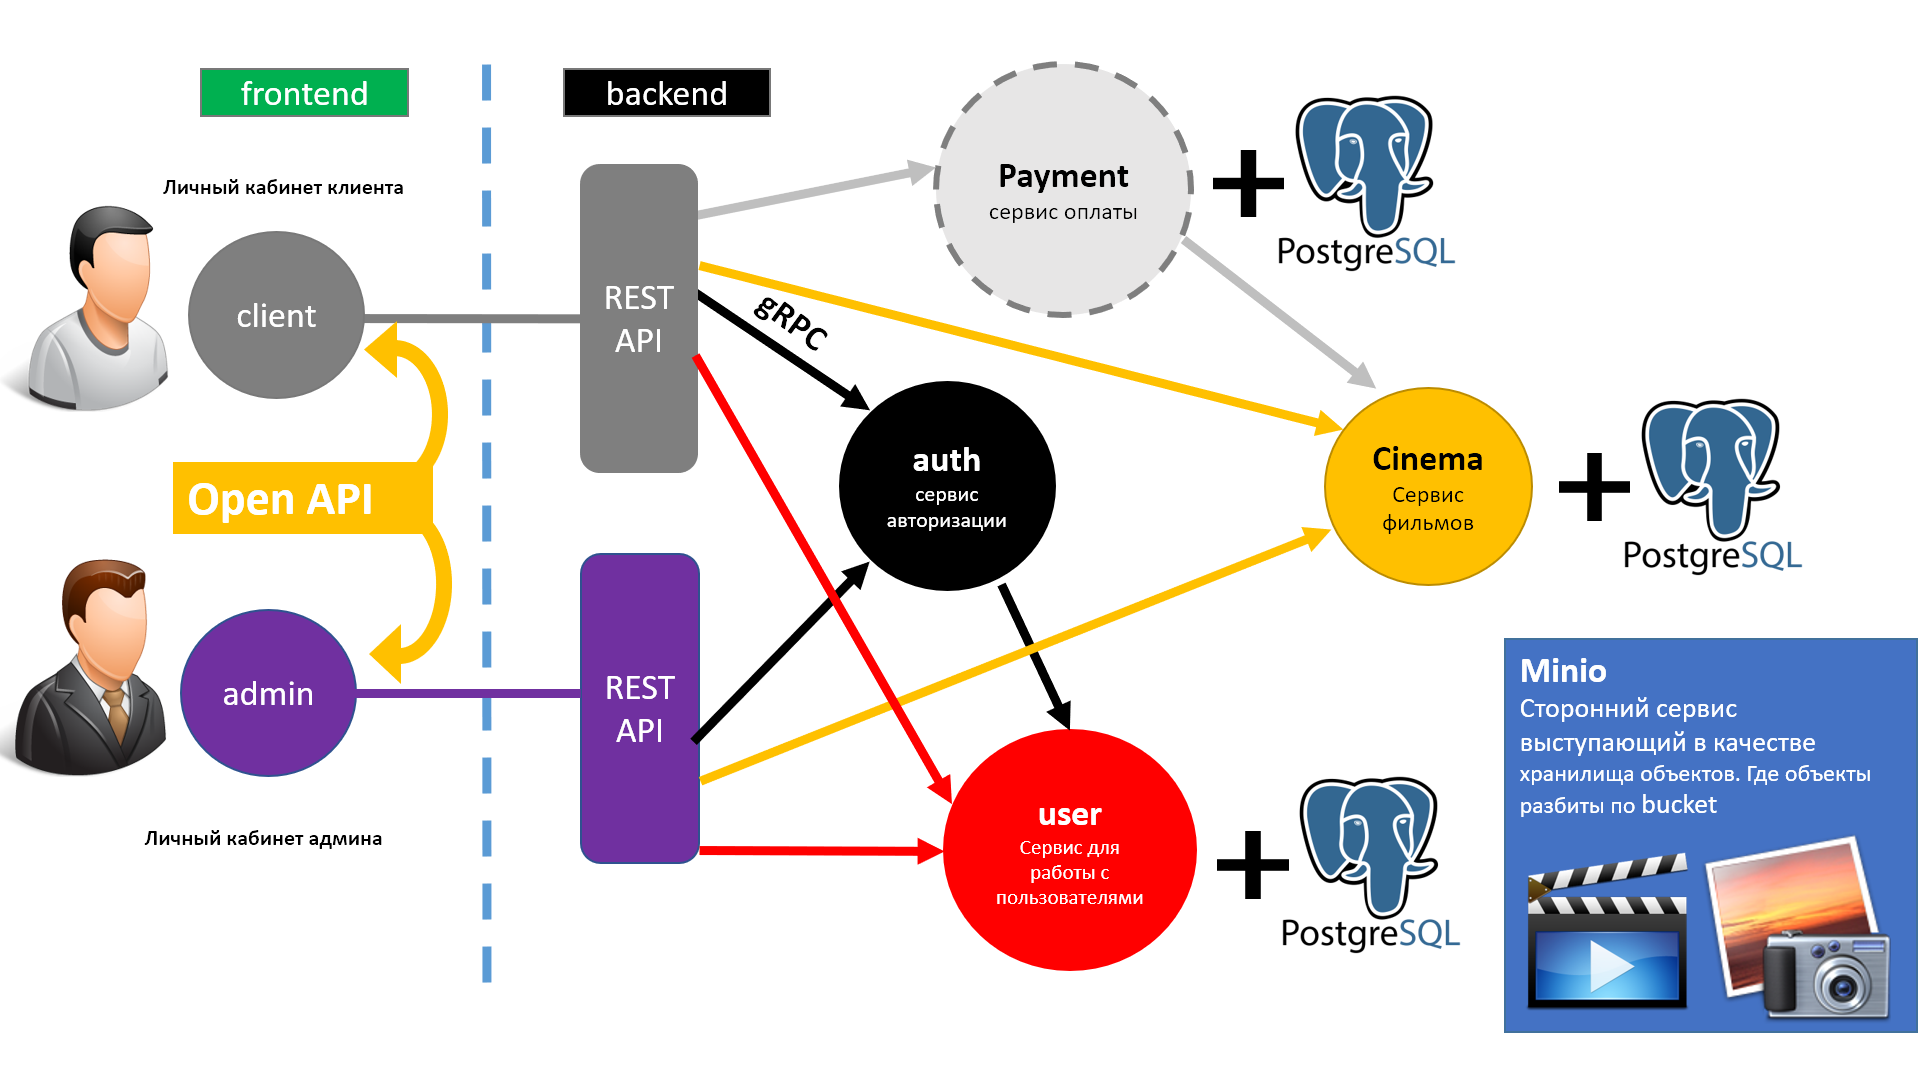 frontend
backend
Личный кабинет клиента
client
REST
API
gRPC
Payment
сервис оплаты
PostgreSQL
Open API
auth
сервис
авторизации
Cinema
Сервис
фильмов
PostgreSQL
admin
Личный кабинет админа
REST
API
user
Сервис для
работы с
пользователями
PostgreSQL
Minio
Сторонний сервис
выступающий в качестве
хранилища объектов. Где объекты
разбиты по bucket